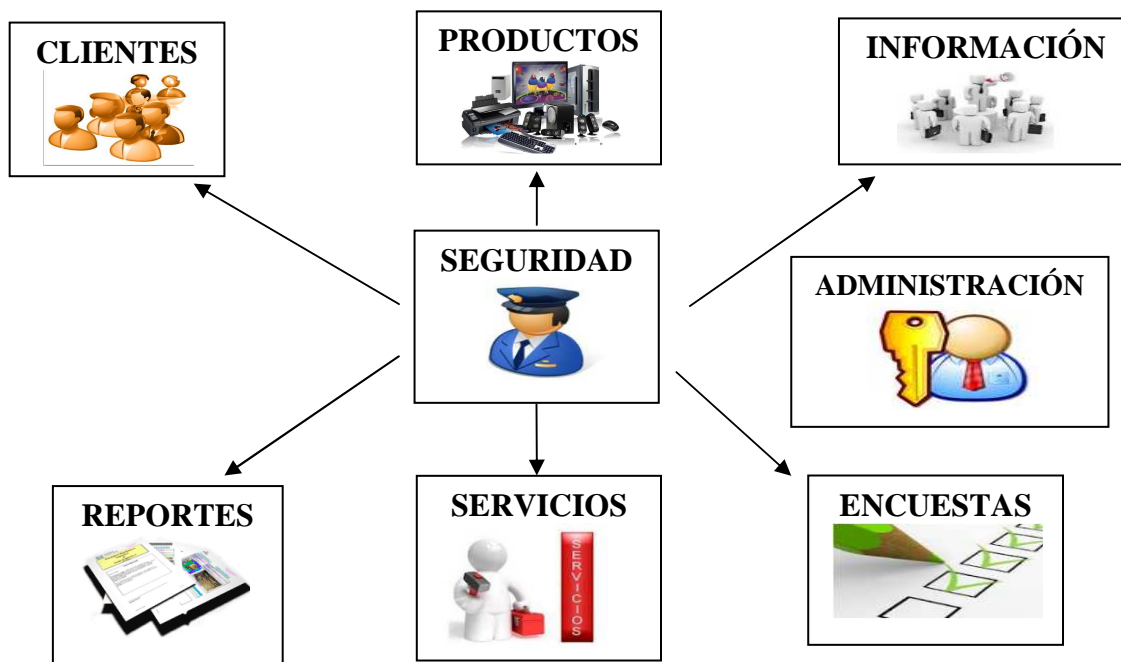 CLIENTES
PRODUCTOS
INFORMACIÓN
SEGURIDAD
ADMINISTRACIÓN
REPORTES
SERVICIOS
SERVICIOS
ENCUESTAS